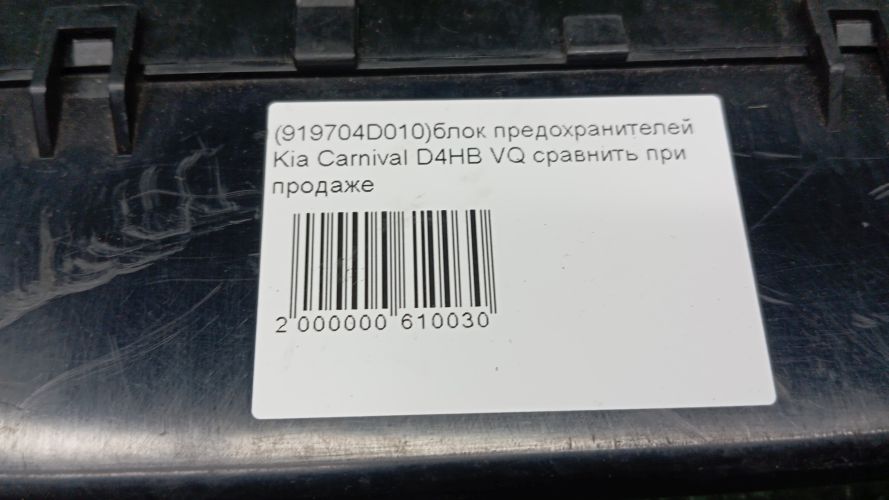 (919704D010)блок предохранителей
Kia Carnival D4HB VQ сравнить при
продаже
2 000000 610030